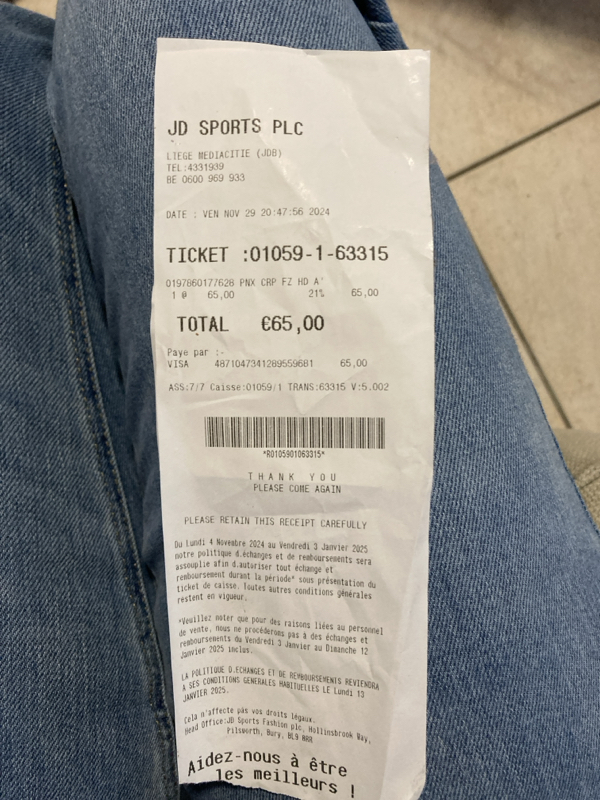 JD SPORTS PLC
LIEGE MEDIACITIE (JDB)
TEL:4331939
BE 0600 969 933
DATE : VEN NOV 29 20:47:56 2024
TICKET :01059-1-63315
0197860177628 PNX CRP FZ HD A'
1 @ 65,00 21% 65,00
TOTAL €65,00
Paye par :-
VISA 4871047341289559681 65,00
ASS:7/7 Caisse:01059/1 TRANS:63315 V:5.002
*R0105901063315*
THANK YOU
PLEASE COME AGAIN
PLEASE RETAIN THIS RECEIPT CAREFULLY
Du Lundi 4 Novembre 2024 au Vendredi 3 Janvier 2025
notre politique d.échanges et de remboursements sera
assouplie afin d.autoriser tout échange et
remboursement durant la période* sous présentation du
ticket de caisse. Toutes autres conditions générales
restent en vigueur.
*Veuillez noter que pour des raisons liées au personnel
de vente, nous ne procéderons pas à des échanges et
remboursements du Vendredi 3 Janvier au Dimanche 12
Janvier 2025 inclus.
LA POLITIQUE D.ECHANGES ET DE REMBOURSEMENTS REVIENDRA
A SES CONDITIONS GENERALES HABITUELLES LE Lundi 13
JANVIER 2025.
Cela n'affecte pas vos droits légaux.
Head Office:JD Sports Fashion plc, Hollinsbrook Way,
Pilsworth, Bury, BL9 8RR
Aidez-nous à être
les meilleurs !